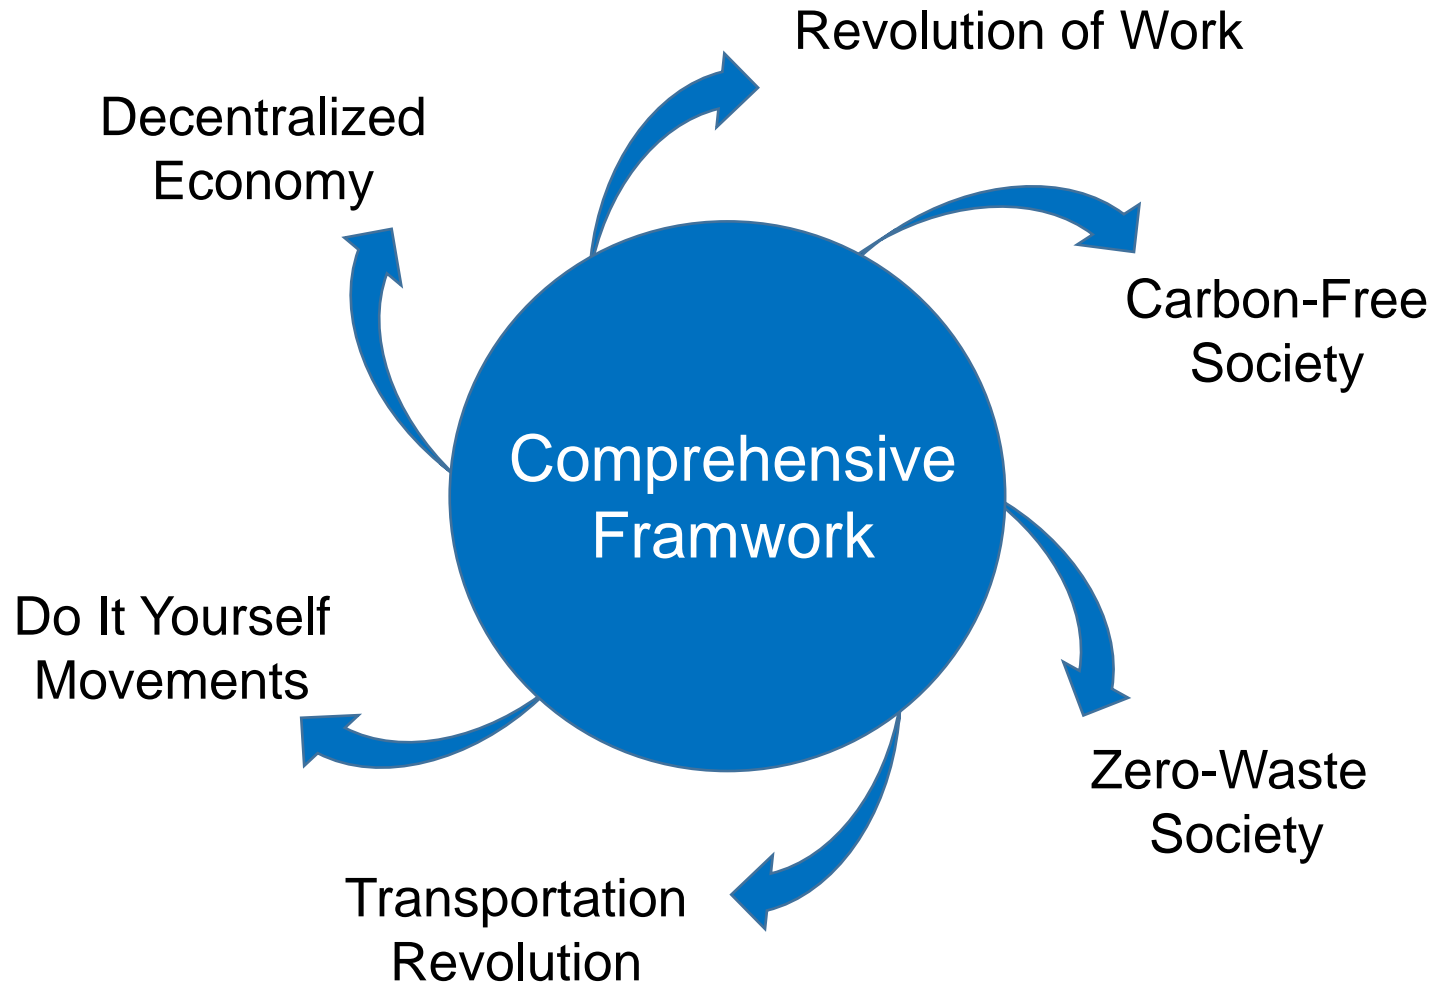 Revolution of Work
Decentralized
Economy
Carbon-Free
Society
Comprehensive
Framwork
Do It Yourself
Movements
Zero-Waste
Society
Transportation
Revolution